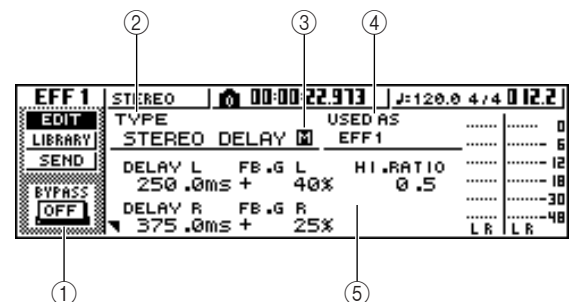 ② ③ ④
EFF1 STEREO 00:00:22.973 ♩=120.0 4/4 012.2
EDIT TYPE USED AS
LIBRARY STEREO DELAY M EFF1
SEND DELAY L FB.G L HI.RATIO
250.0ms + 40% 0.5
BYPASS
OFF DELAY R FB.G R
375.0ms + 25%
0
6
12
18
30
48
L R L R
① ⑤